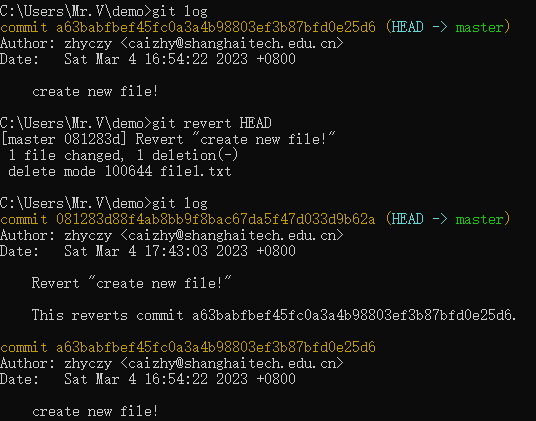 C:\Users\Mr.V\demo>git log
commit a63babfbef45fc0a3a4b98803ef3b87bfd0e25d6 (HEAD -> master)
Author: zhyczy <caizhy@shanghaitech.edu.cn>
Date:   Sat Mar 4 16:54:22 2023 +0800

    create new file!

C:\Users\Mr.V\demo>git revert HEAD
[master 081283d] Revert "create new file!"
 1 file changed, 1 deletion(-)
 delete mode 100644 file1.txt

C:\Users\Mr.V\demo>git log
commit 081283d88f4ab8bb9f8bac67da5f47d033d9b62a (HEAD -> master)
Author: zhyczy <caizhy@shanghaitech.edu.cn>
Date:   Sat Mar 4 17:43:03 2023 +0800

    Revert "create new file!"

    This reverts commit a63babfbef45fc0a3a4b98803ef3b87bfd0e25d6.

commit a63babfbef45fc0a3a4b98803ef3b87bfd0e25d6
Author: zhyczy <caizhy@shanghaitech.edu.cn>
Date:   Sat Mar 4 16:54:22 2023 +0800

    create new file!